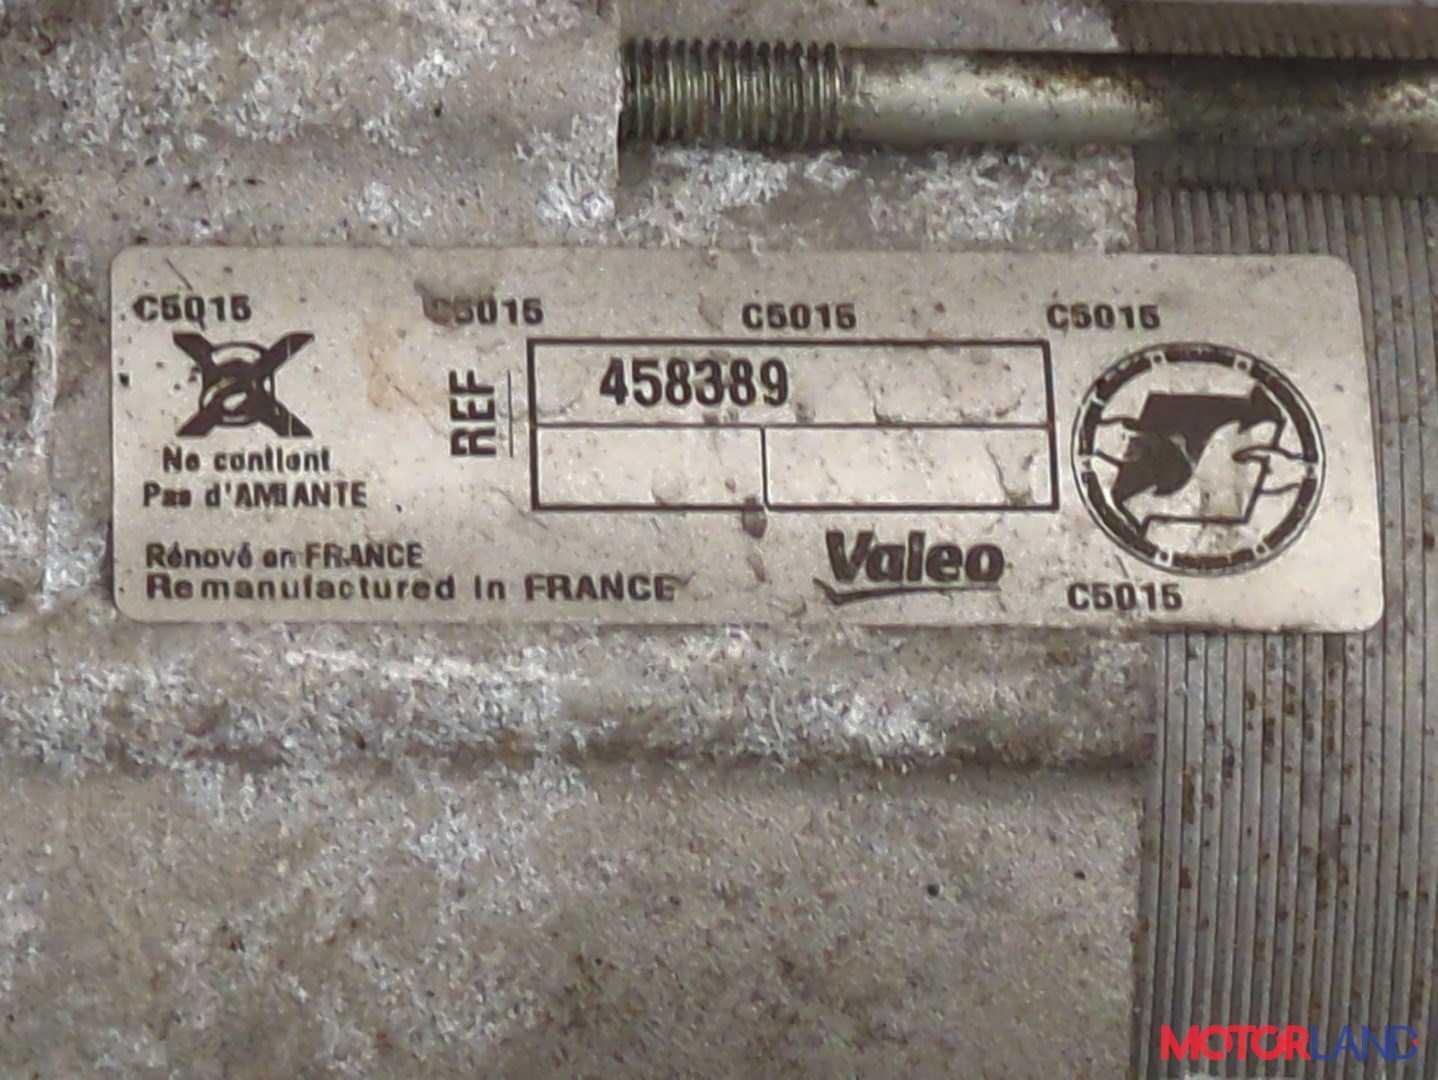 C5015 C5015 C5015 C5015
REF 458389
Ne contient
Pas d'AMIANTE
Rénové en FRANCE
Remanufactured in FRANCE
Valeo
C5015
MOTORLAND